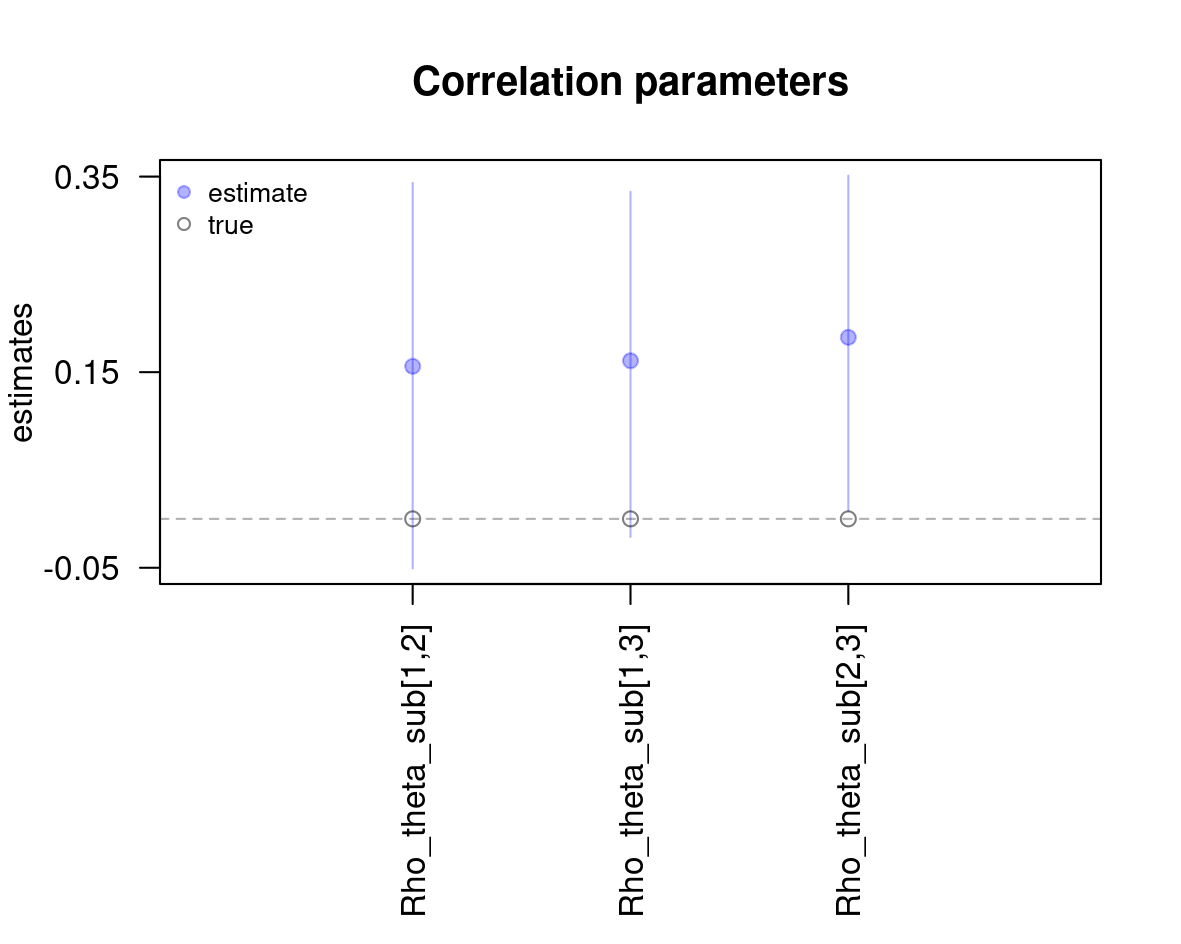 Correlation parameters
0.35
estimate
true
estimates
0.15
-0.05
Rho_theta_sub[1,2]
Rho_theta_sub[1,3]
Rho_theta_sub[2,3]